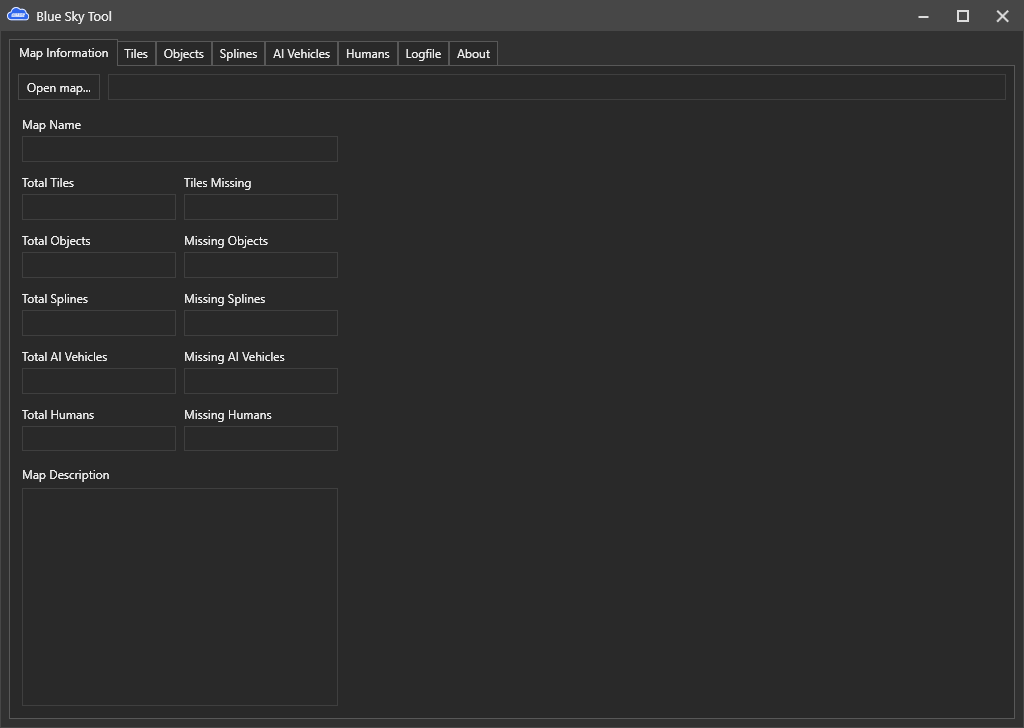 Blue Sky Tool
Map Information Tiles Objects Splines AI Vehicles Humans Logfile About
Open map...
Map Name
Total Tiles Tiles Missing
Total Objects Missing Objects
Total Splines Missing Splines
Total AI Vehicles Missing AI Vehicles
Total Humans Missing Humans
Map Description